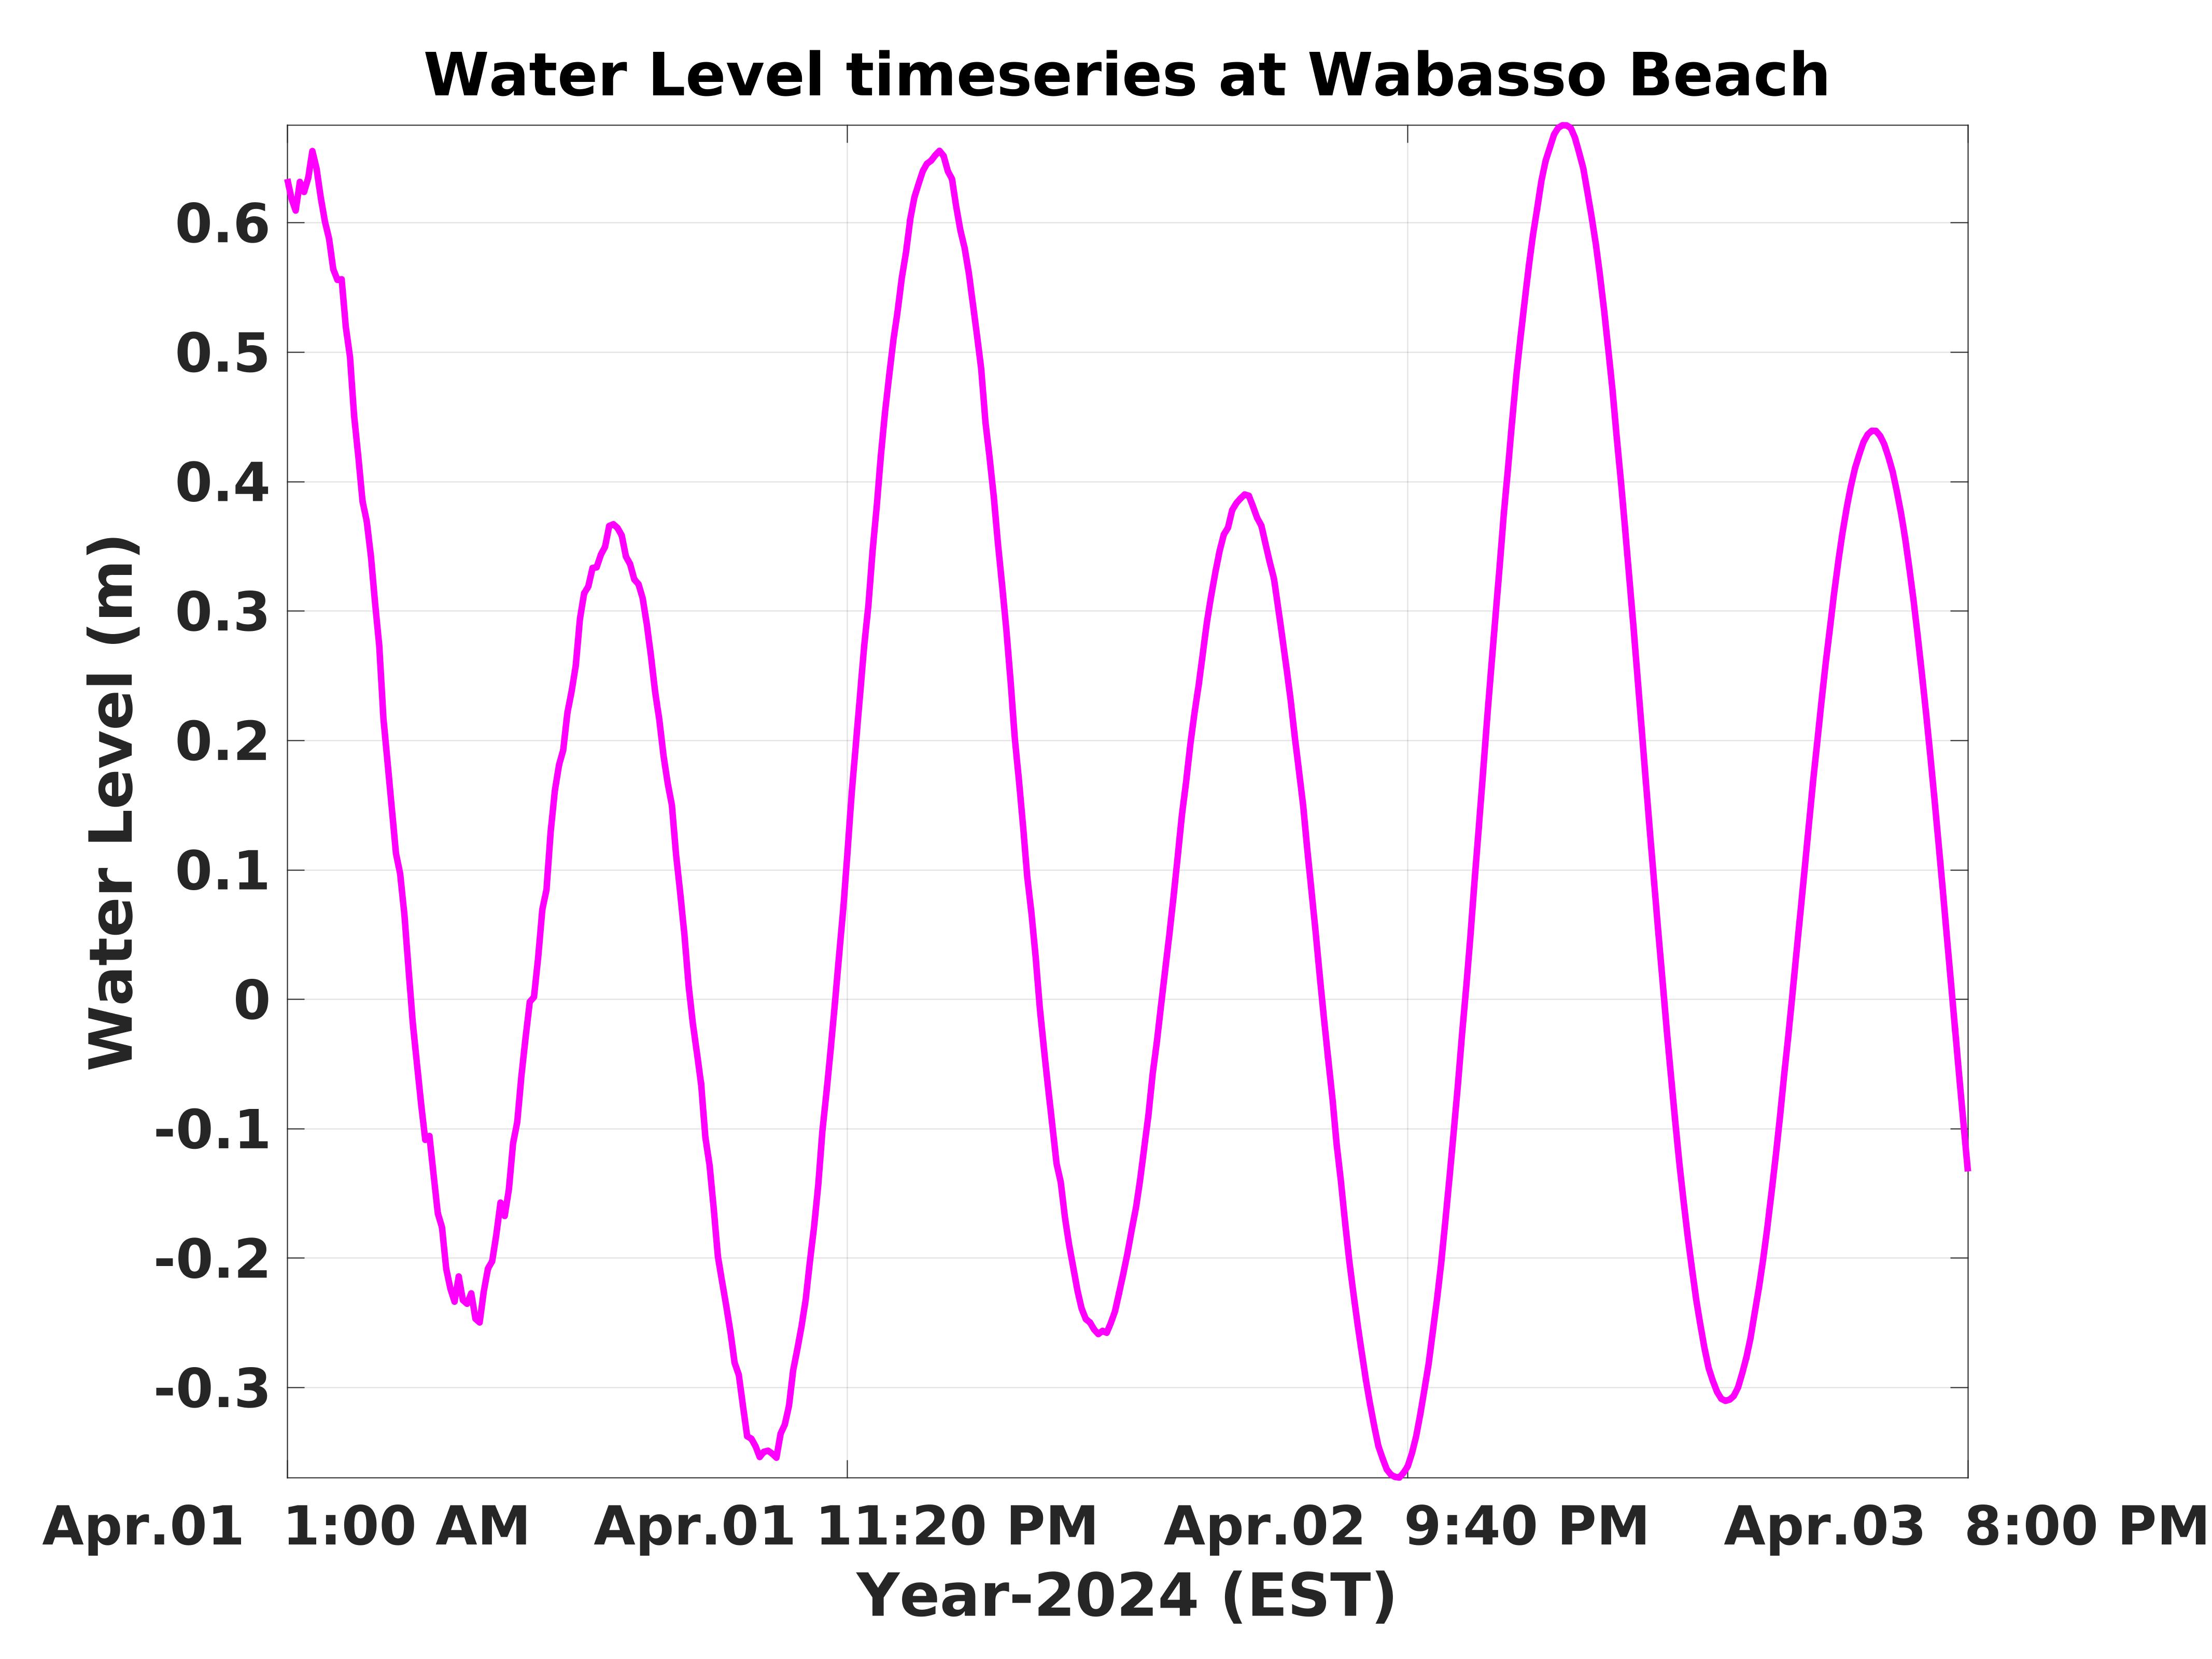 Water Level timeseries at Wabasso Beach
Water Level (m)
0.6
0.5
0.4
0.3
0.2
0.1
0
-0.1
-0.2
-0.3
Apr.01  1:00 AM Apr.01 11:20 PM Apr.02  9:40 PM Apr.03  8:00 PM
Year-2024 (EST)